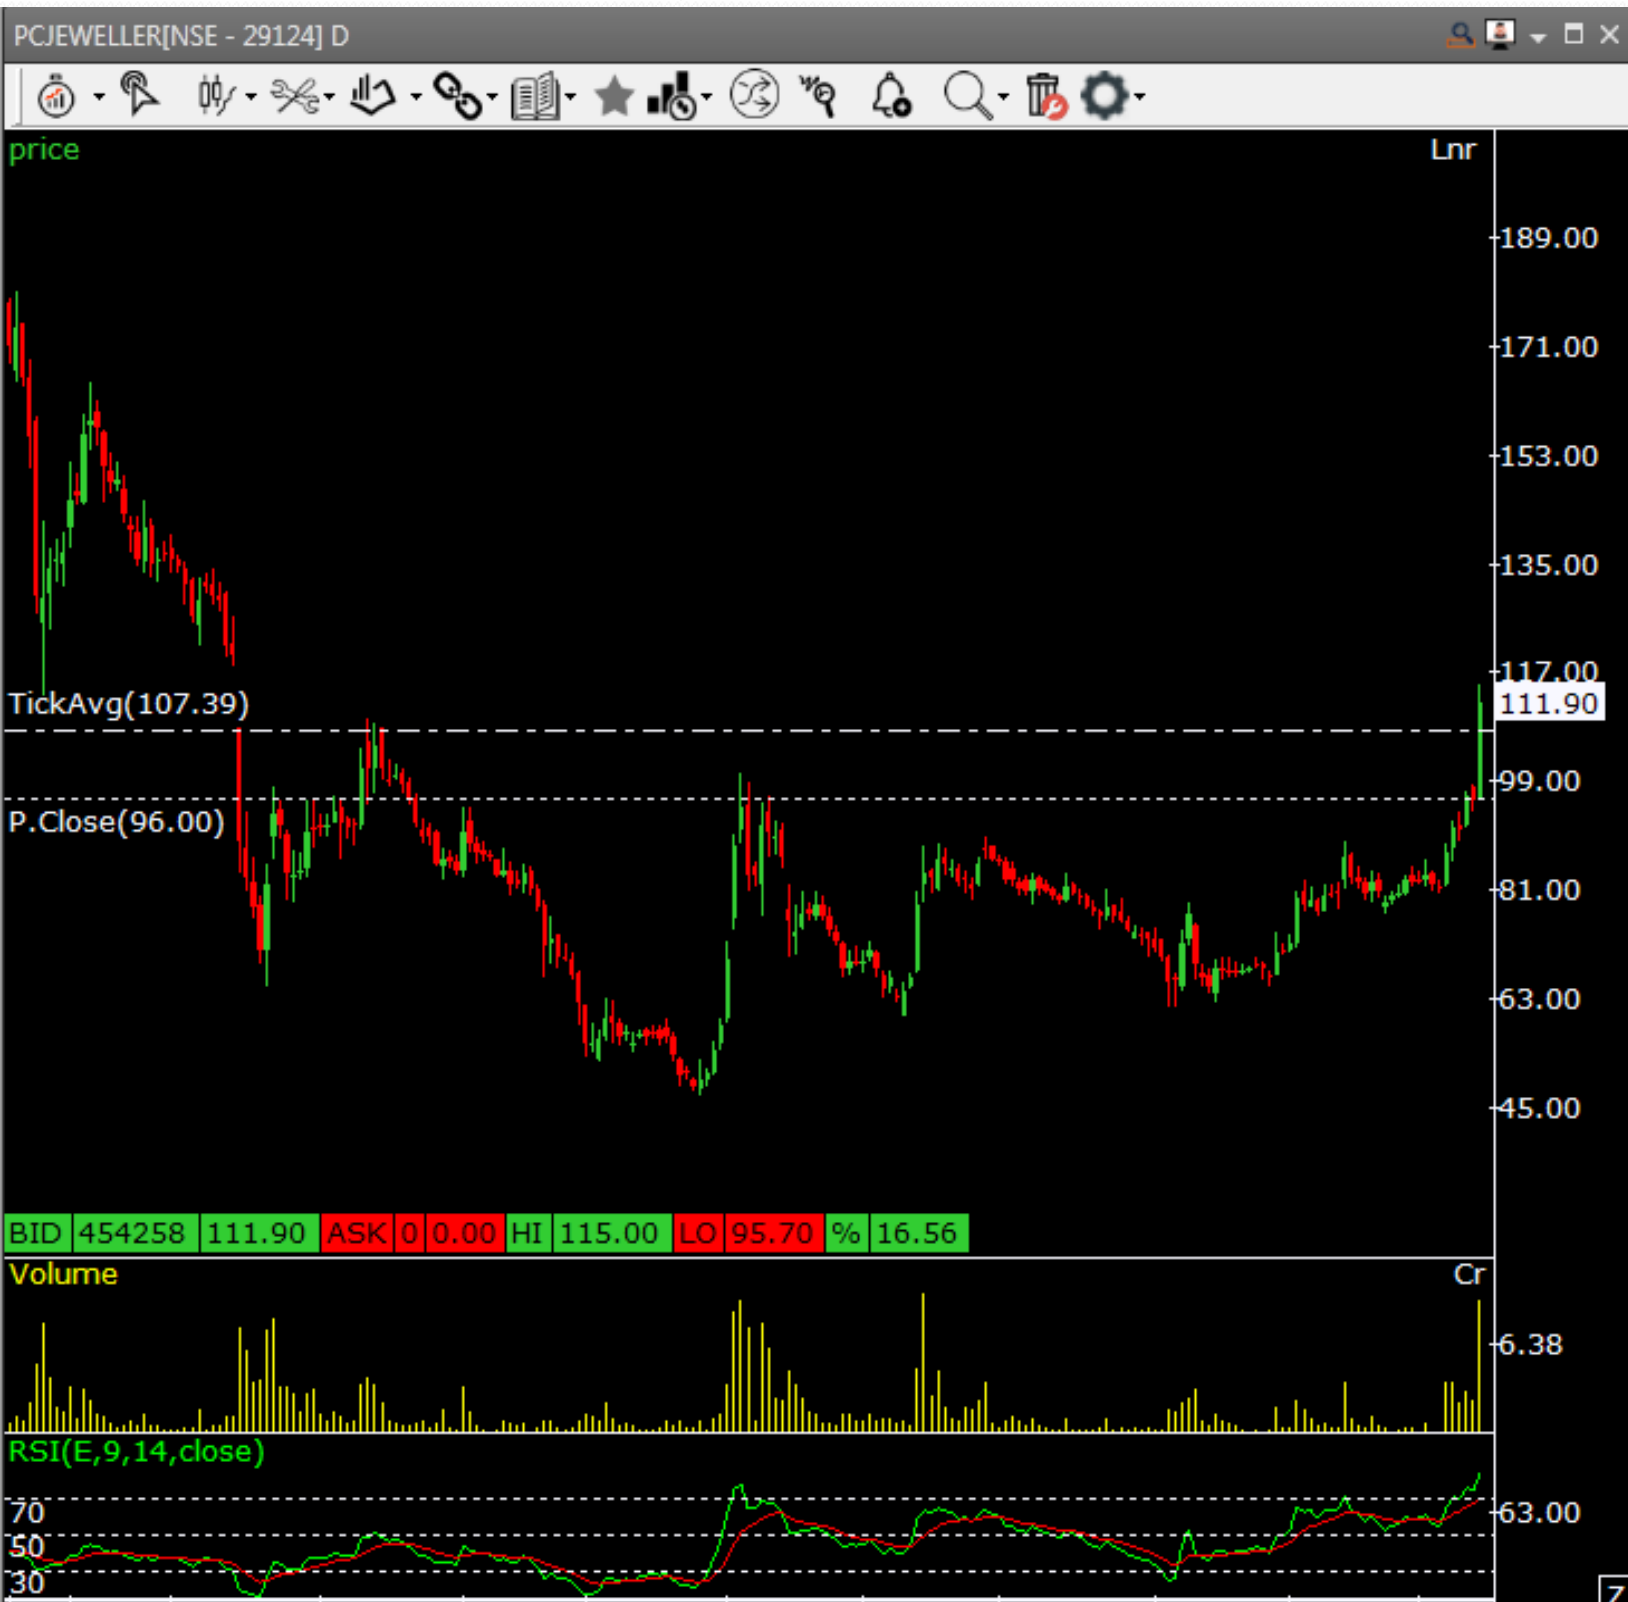 PCJEWELLER[NSE - 29124] D
price
Lnr
189.00
171.00
153.00
135.00
117.00
TickAvg(107.39)
111.90
99.00
P.Close(96.00)
81.00
63.00
45.00
BID 454258 111.90 ASK 0 0.00 HI 115.00 LO 95.70 % 16.56
Volume
Cr
6.38
RSI(E,9,14,close)
70
63.00
50
30
Z